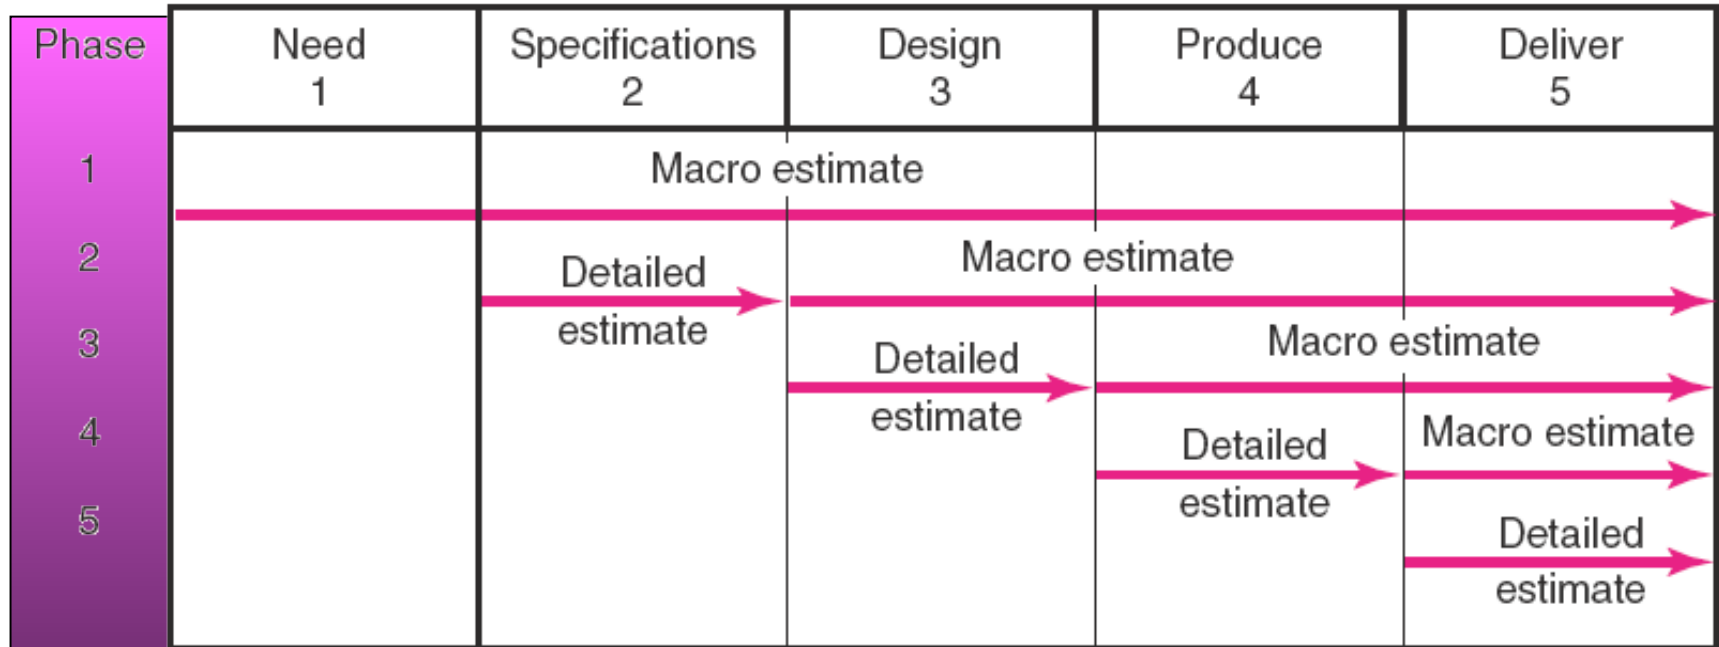 Phase Need Specifications Design Produce Deliver
1 2 3 4 5
1 Macro estimate
2 Macro estimate
Detailed
estimate
3 Macro estimate
Detailed
estimate
4 Macro estimate
Detailed
estimate
5
Detailed
estimate